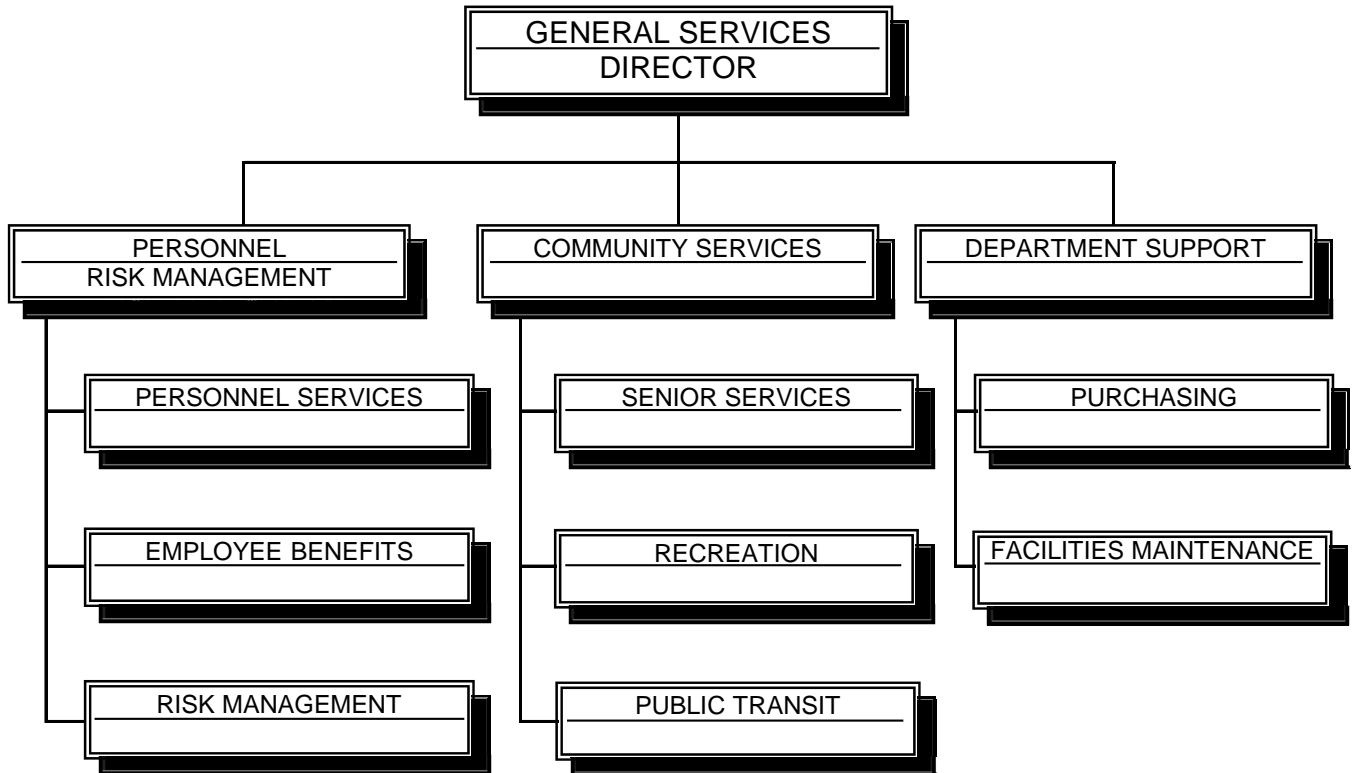 GENERAL SERVICES
DIRECTOR
PERSONNEL
RISK MANAGEMENT
COMMUNITY SERVICES
DEPARTMENT SUPPORT
PERSONNEL SERVICES
SENIOR SERVICES
PURCHASING
EMPLOYEE BENEFITS
RECREATION
FACILITIES MAINTENANCE
RISK MANAGEMENT
PUBLIC TRANSIT